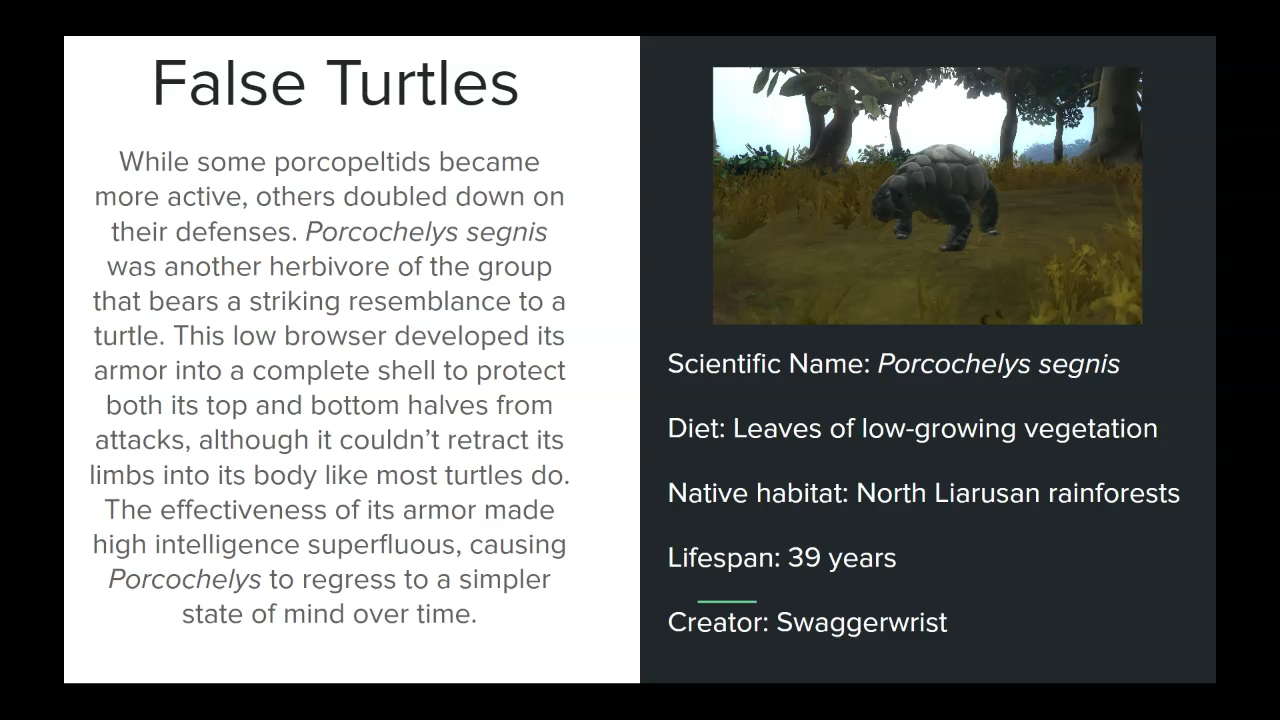 False Turtles
While some porcopeltids became
more active, others doubled down on
their defenses. Porcochelys segnis
was another herbivore of the group
that bears a striking resemblance to a
turtle. This low browser developed its
armor into a complete shell to protect
both its top and bottom halves from
attacks, although it couldn’t retract its
limbs into its body like most turtles do.
The effectiveness of its armor made
high intelligence superfluous, causing
Porcochelys to regress to a simpler
state of mind over time.
Scientific Name: Porcochelys segnis
Diet: Leaves of low-growing vegetation
Native habitat: North Liarusan rainforests
Lifespan: 39 years
Creator: Swaggerwrist